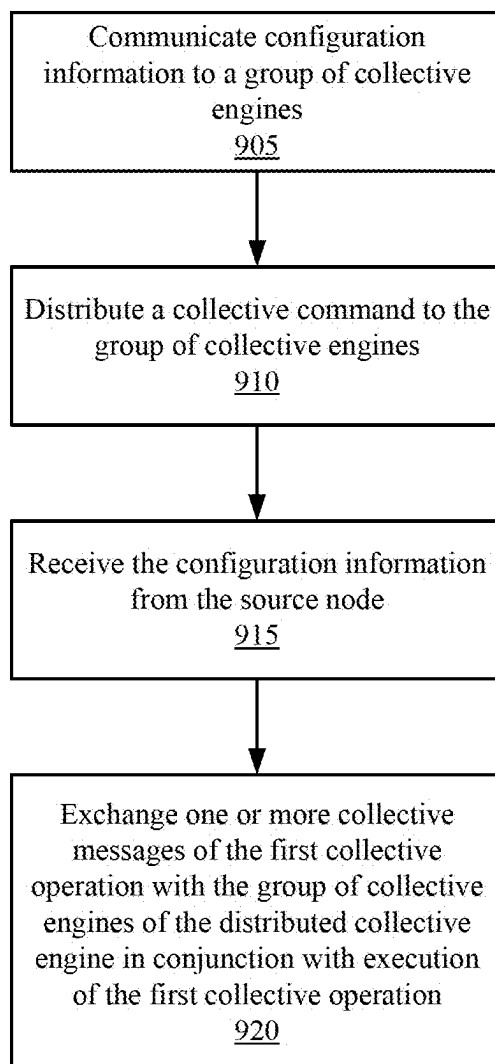 Communicate configuration
information to a group of collective
engines
905
Distribute a collective command to the
group of collective engines
910
Receive the configuration information
from the source node
915
Exchange one or more collective
messages of the first collective
operation with the group of collective
engines of the distributed collective
engine in conjunction with execution
of the first collective operation
920